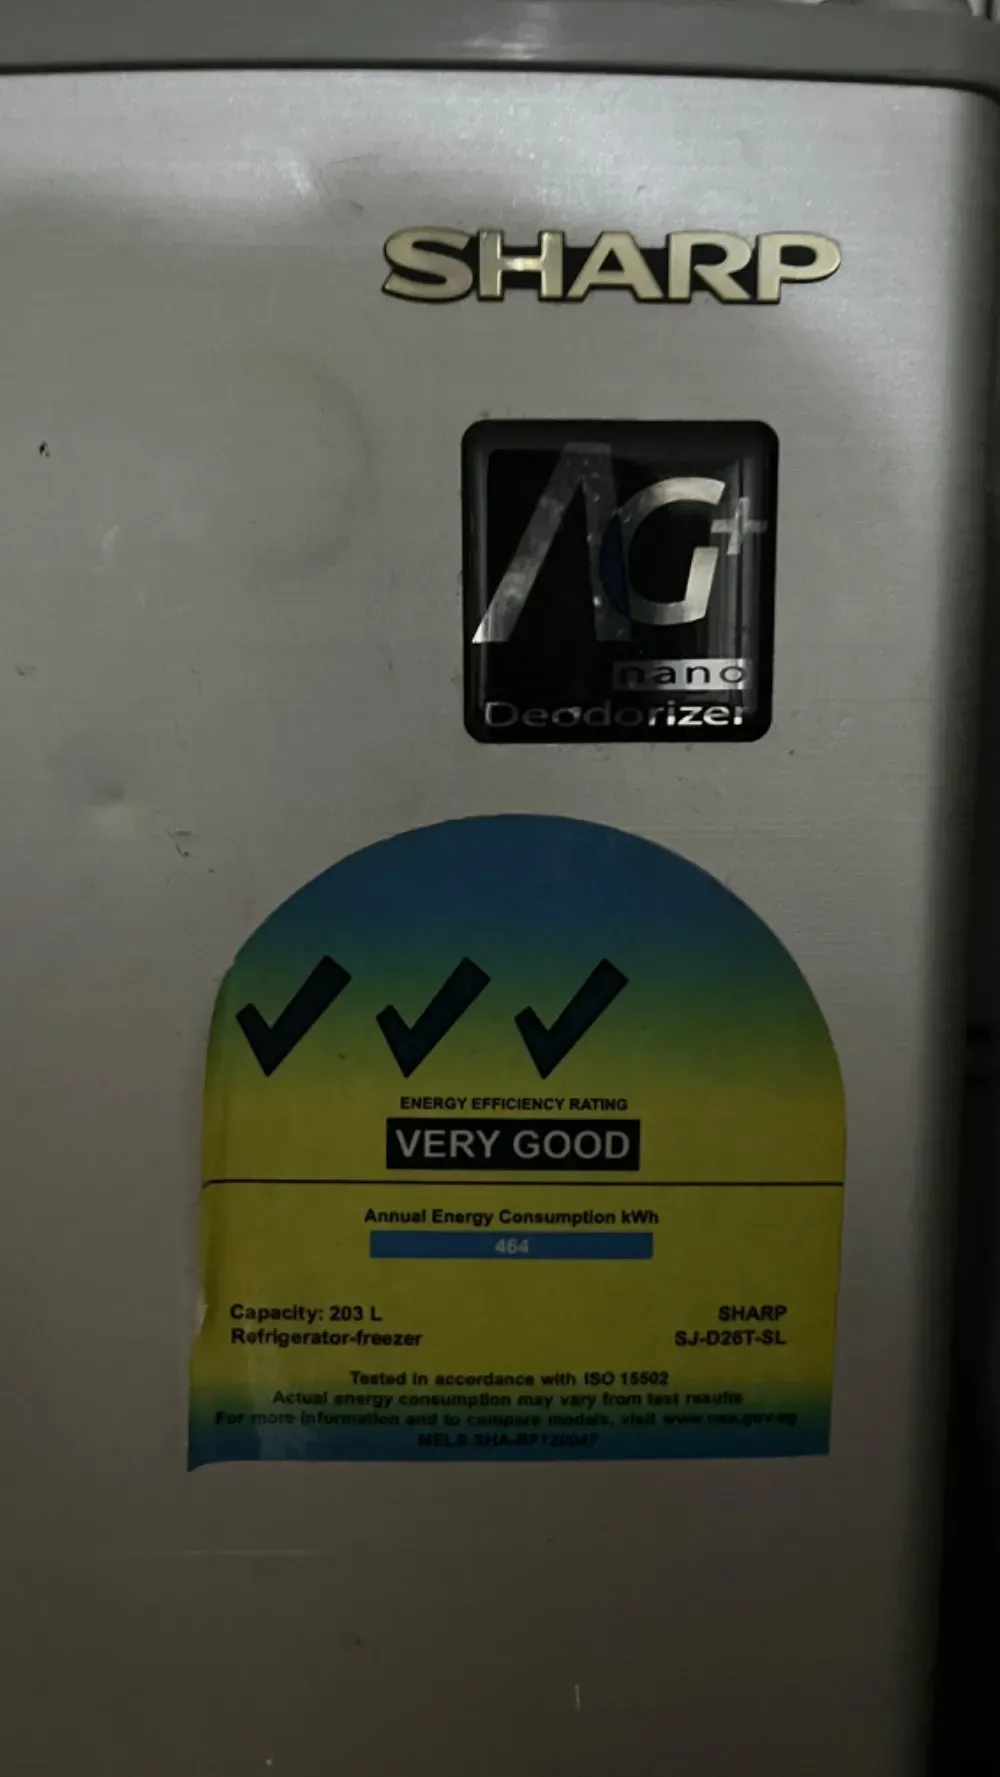 SHARP
AG+
nano
Deodorizer
ENERGY EFFICIENCY RATING
VERY GOOD
Annual Energy Consumption kWh
464
Capacity: 203 L
SHARP
Refrigerator-freezer
SJ-D26T-SL
Tested in accordance with ISO 15502
Actual energy consumption may vary from test results
For more information and to compare models, visit www.nea.gov.sg
MELS